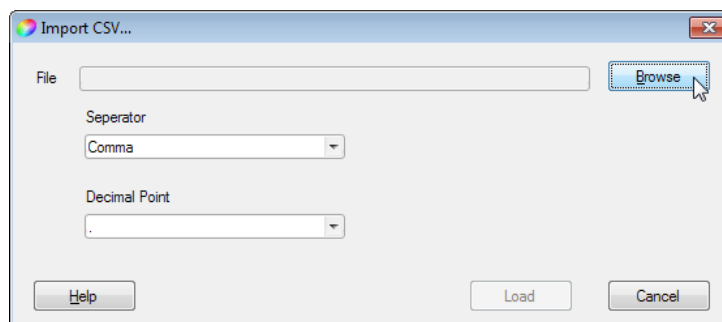 Import CSV...
File
Browse
Seperator
Comma
Decimal Point
.
Help Load Cancel